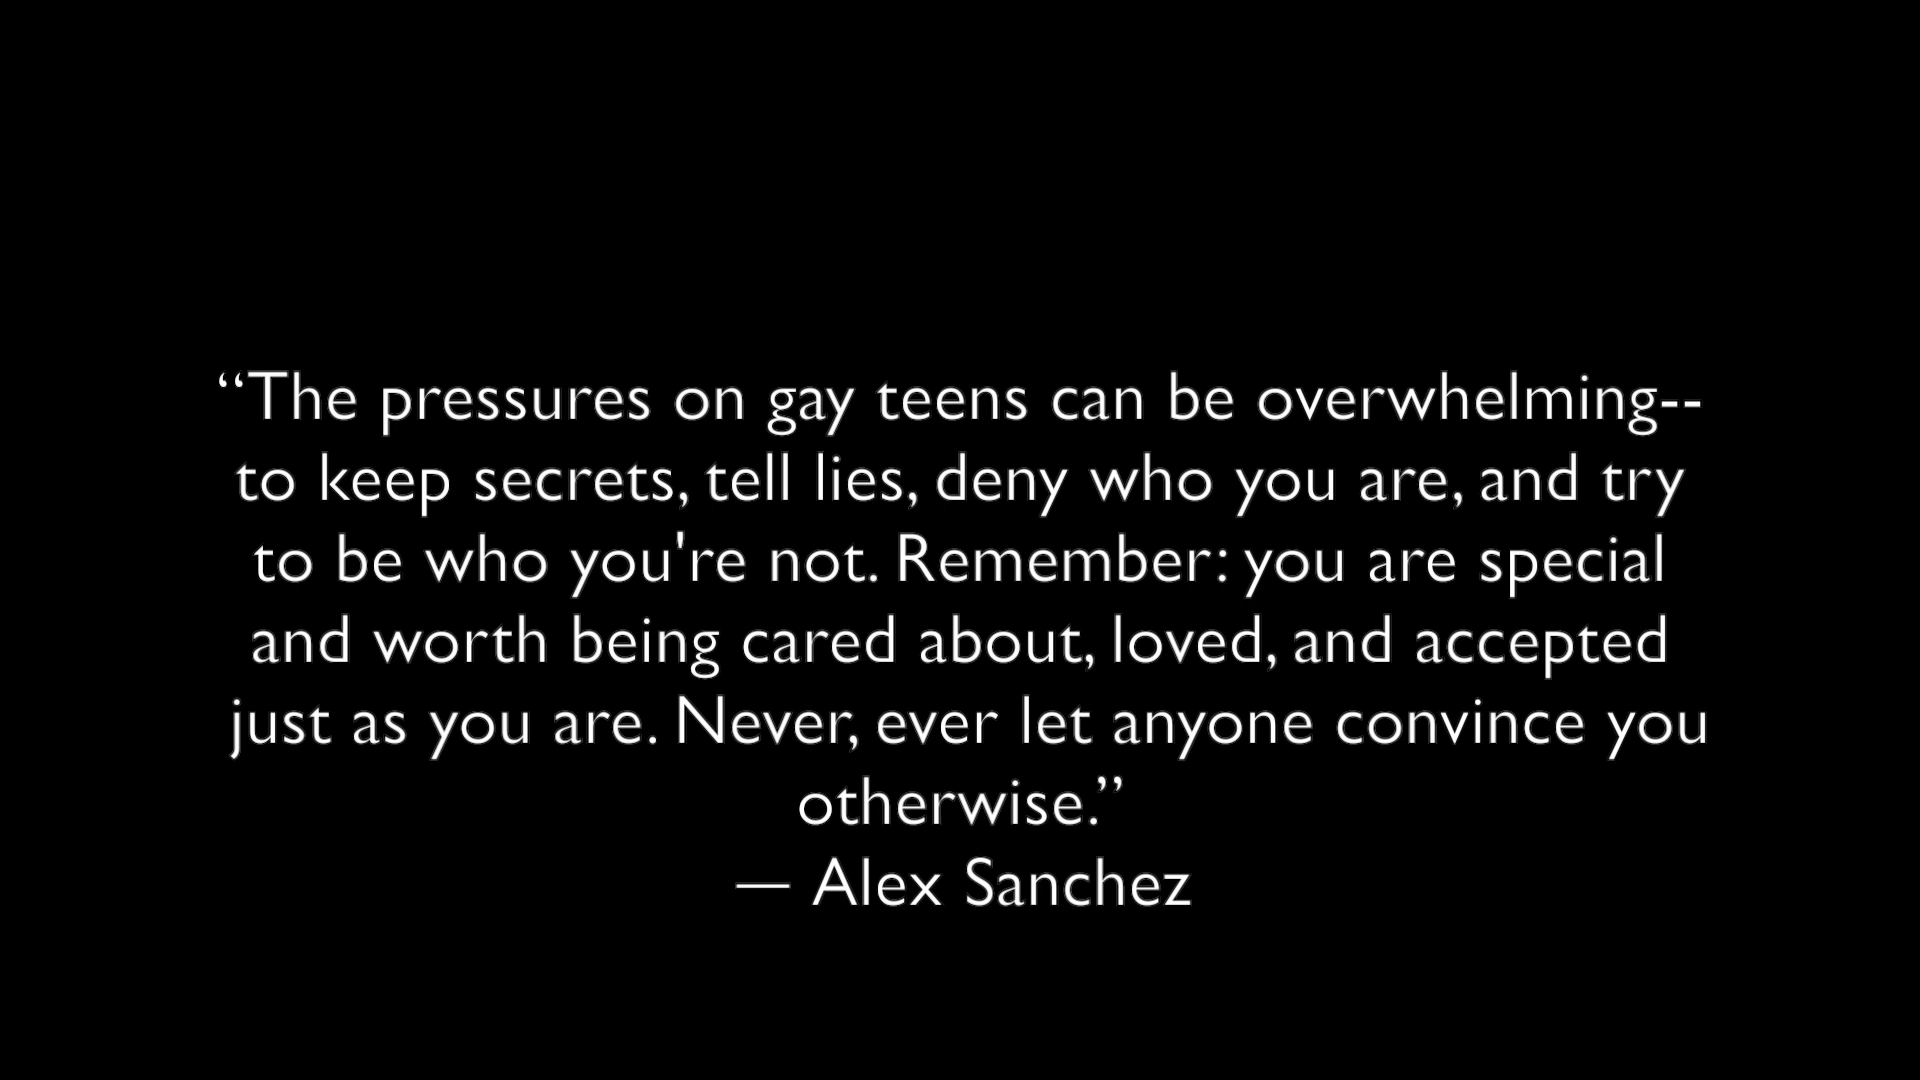 “The pressures on gay teens can be overwhelming--
to keep secrets, tell lies, deny who you are, and try
to be who you're not. Remember: you are special
and worth being cared about, loved, and accepted
just as you are. Never, ever let anyone convince you
otherwise.”
— Alex Sanchez